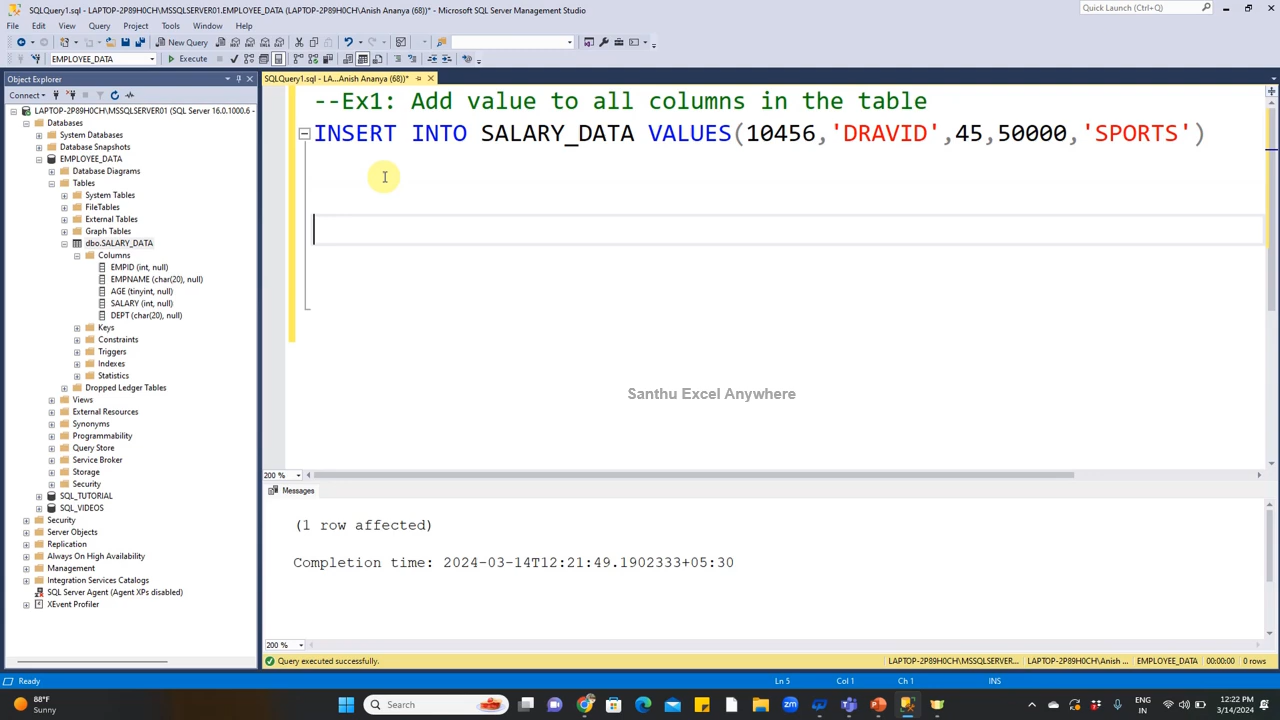 SQLQuery1.sql - LAPTOP-2P89H0CH\MSSQLSERVER01.EMPLOYEE_DATA (LAPTOP-2P89H0CH\Anish Ananya (68))* - Microsoft SQL Server Management Studio
Quick Launch (Ctrl+Q)
File Edit View Query Project Tools Window Help
New Query
EMPLOYEE_DATA Execute
Object Explorer
SQLQuery1.sql - LA...Anish Ananya (68))*
Connect
LAPTOP-2P89H0CH\MSSQLSERVER01 (SQL Server 16.0.1000.6 -
Databases
System Databases
Database Snapshots
EMPLOYEE_DATA
Database Diagrams
Tables
System Tables
FileTables
External Tables
Graph Tables
dbo.SALARY_DATA
Columns
EMPID (int, null)
EMPNAME (char(20), null)
AGE (tinyint, null)
SALARY (int, null)
DEPT (char(20), null)
Keys
Constraints
Triggers
Indexes
Statistics
Dropped Ledger Tables
Views
External Resources
Synonyms
Programmability
Query Store
Service Broker
Storage
Security
SQL_TUTORIAL
SQL_VIDEOS
Security
Server Objects
Replication
Always On High Availability
Management
Integration Services Catalogs
SQL Server Agent (Agent XPs disabled)
XEvent Profiler
--Ex1: Add value to all columns in the table
INSERT INTO SALARY_DATA VALUES(10456,'DRAVID',45,50000,'SPORTS')
Santhu Excel Anywhere
200 %
Messages
(1 row affected)
Completion time: 2024-03-14T12:21:49.1902333+05:30
200 %
Query executed successfully. LAPTOP-2P89H0CH\MSSQLSERVER... LAPTOP-2P89H0CH\Anish ... EMPLOYEE_DATA 00:00:00 0 rows
Ready Ln 5 Col 1 Ch 1 INS
88°F
Sunny
Search
ENG
IN
12:22 PM
3/14/2024